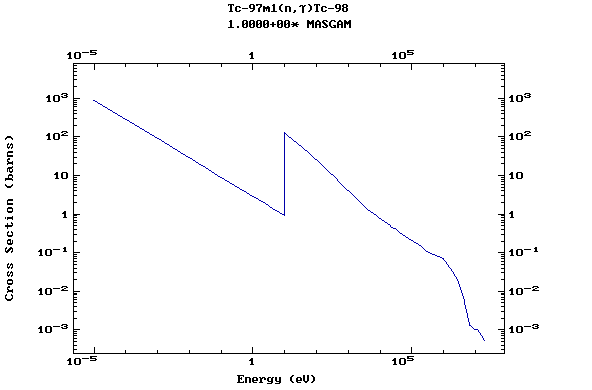 Tc-97m1(n,γ)Tc-98
1.0000+00* MASGAM
10⁻⁵ 1 10⁵
10³ 10³
10² 10²
10 10
1 1
10⁻¹ 10⁻¹
10⁻² 10⁻²
10⁻³ 10⁻³
Cross Section (barns)
10⁻⁵ 1 10⁵
Energy (eV)